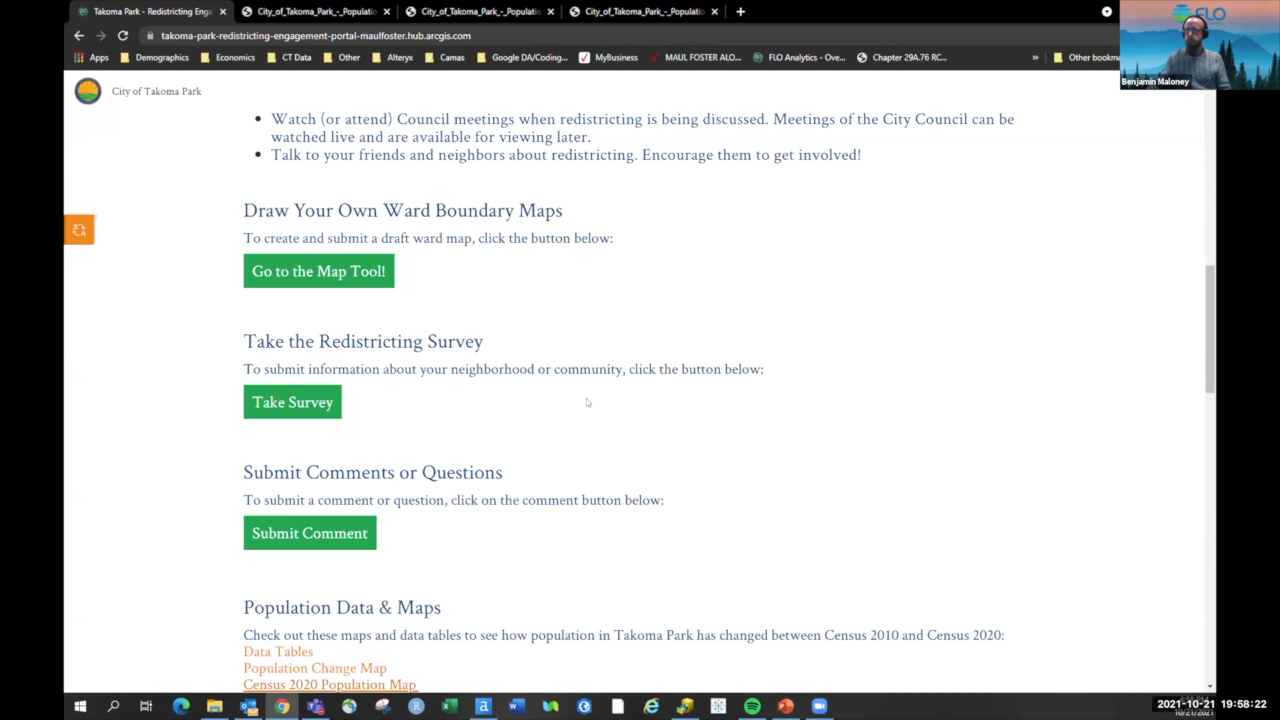 Takoma Park - Redistricting Eng
City_of_Takoma_Park_-_Populatio
City_of_Takoma_Park_-_Populatio
City_of_Takoma_Park_-_Populatio
takoma-park-redistricting-engagement-portal-maulfoster.hub.arcgis.com
Apps
Demographics
Economics
CT Data
Other
Alteryx
Camas
Google DA/Coding...
MyBusiness
MAUL FOSTER ALO...
FLO Analytics - Ove...
Chapter 29A.76 RC...
Other bookma
FLO
Benjamin Maloney
City of Takoma Park
• Watch (or attend) Council meetings when redistricting is being discussed. Meetings of the City Council can be
watched live and are available for viewing later.
• Talk to your friends and neighbors about redistricting. Encourage them to get involved!
Draw Your Own Ward Boundary Maps
To create and submit a draft ward map, click the button below:
Go to the Map Tool!
Take the Redistricting Survey
To submit information about your neighborhood or community, click the button below:
Take Survey
Submit Comments or Questions
To submit a comment or question, click on the comment button below:
Submit Comment
Population Data & Maps
Check out these maps and data tables to see how population in Takoma Park has changed between Census 2010 and Census 2020:
Data Tables
Population Change Map
Census 2020 Population Map
2021-10-21 19:58:22